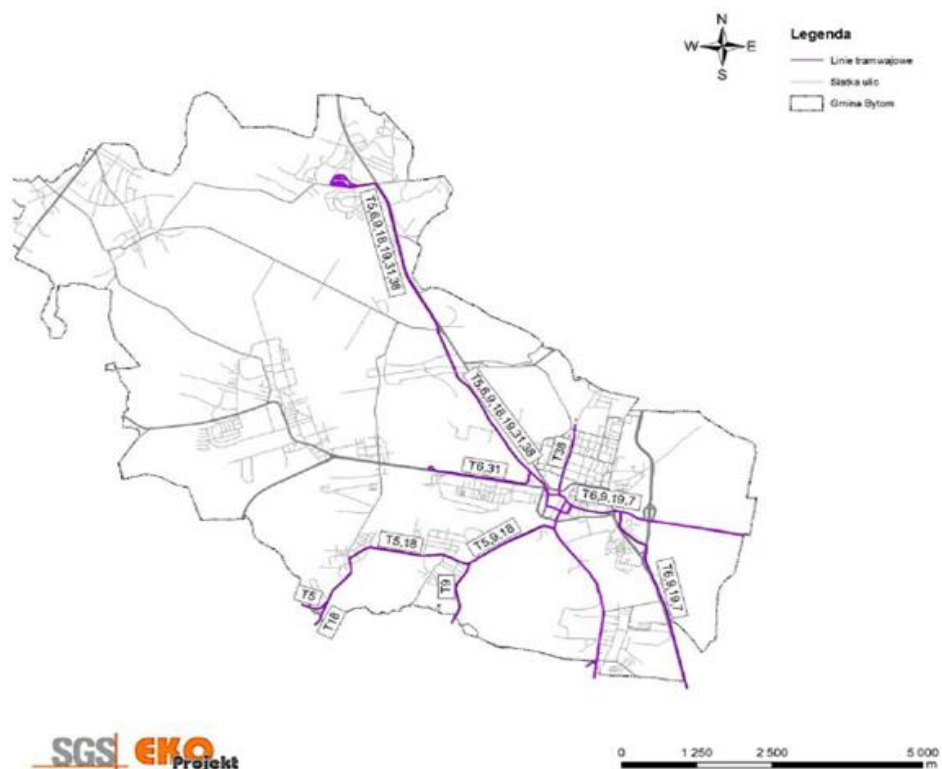 N
W E
S
Legenda
Linie tramwajowe
Siatka ulic
Gmina Bytom
T5,6,9,18,19,31,38
T5,6,9,18,19,31,38
T38
T6,31
T6,9,19,7
T5,9,18
T5,18
T9
T5
T18
T6,9,19,7
SGS EKO Projekt
0 1 250 2 500 5 000
m